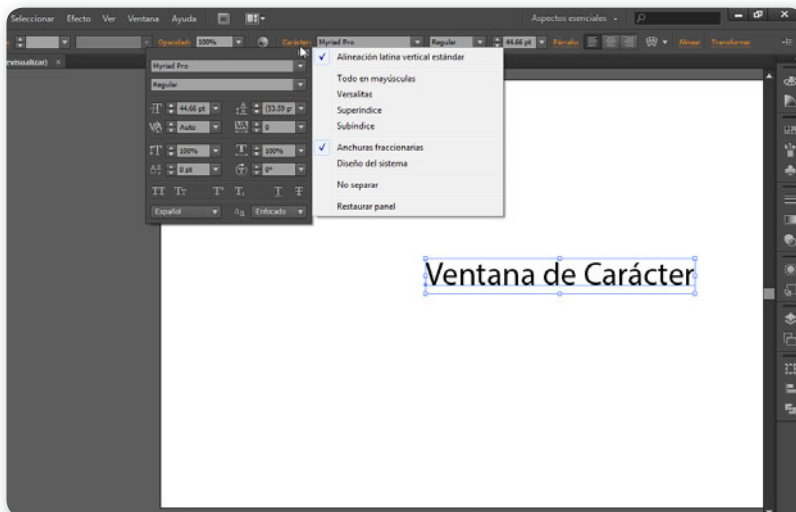 Seleccionar Efecto Ver Ventana Ayuda Br Aspectos esenciales
Opacidad: 100% Carácter: Myriad Pro Regular 44.66 pt Párrafo: Alinear Transformar
evisualizar) ×
Myriad Pro
Regular
44.66 pt (53.59 p
Auto 0
100% 100%
0 pt 0°
Español Enfocado
Alineación latina vertical estándar
Todo en mayúsculas
Versalitas
Superíndice
Subíndice
Anchuras fraccionarias
Diseño del sistema
No separar
Restaurar panel
Ventana de Carácter